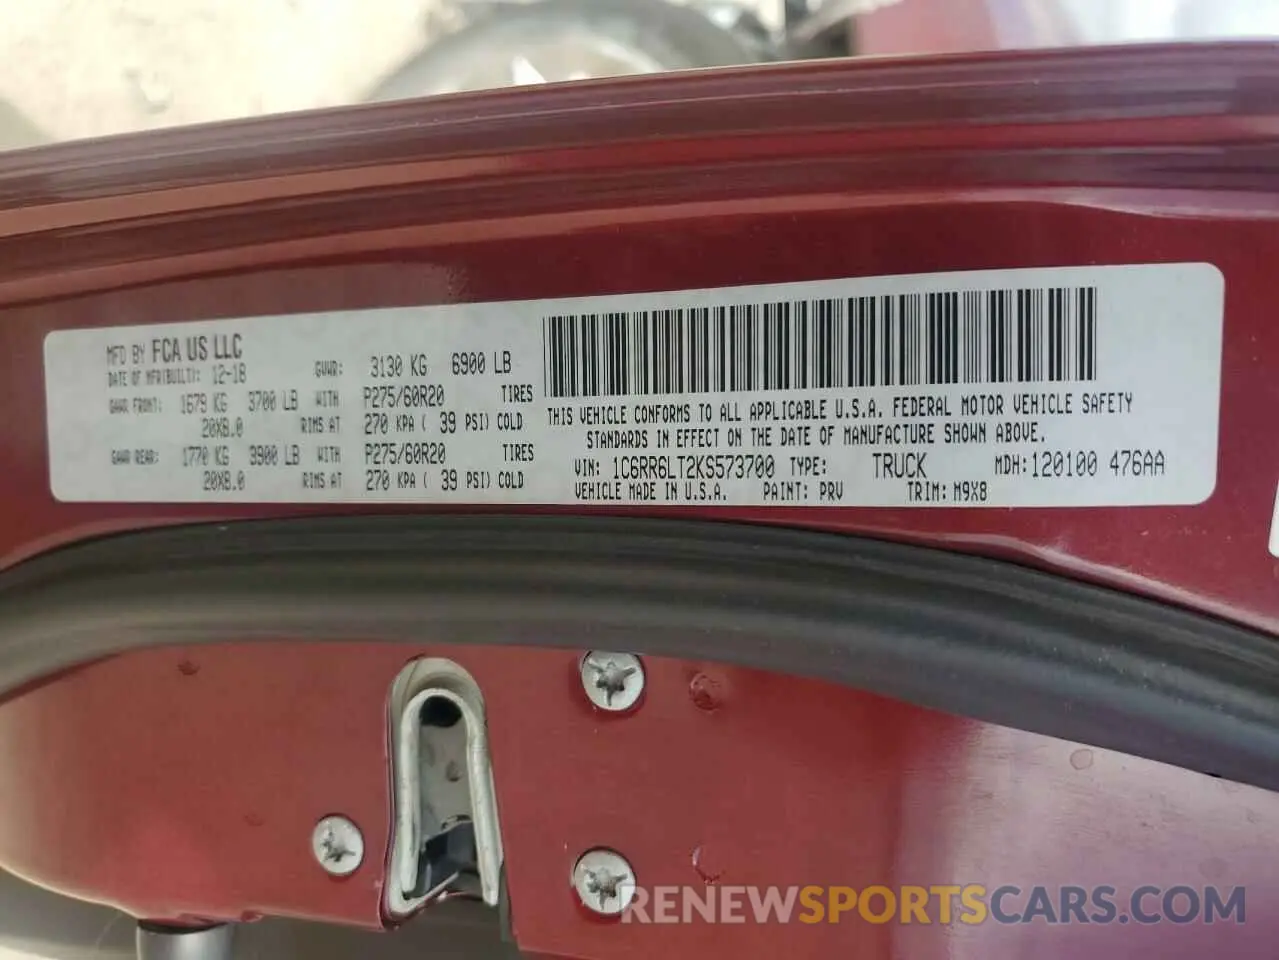 MFD BY FCA US LLC
DATE OF MFR(BUILT): 12-18 GVWR: 3130 KG 6900 LB
GAWR FRONT: 1679 KG 3700 LB WITH P275/60R20 TIRES
20X8.0 RIMS AT 270 KPA ( 39 PSI) COLD
GAWR REAR: 1770 KG 3900 LB WITH P275/60R20 TIRES
20X8.0 RIMS AT 270 KPA ( 39 PSI) COLD
THIS VEHICLE CONFORMS TO ALL APPLICABLE U.S.A. FEDERAL MOTOR VEHICLE SAFETY
STANDARDS IN EFFECT ON THE DATE OF MANUFACTURE SHOWN ABOVE.
VIN: 1C6RR6LT2KS573700 TYPE: TRUCK MDH:120100 476AA
VEHICLE MADE IN U.S.A. PAINT: PRV TRIM: M9X8
RENEWSPORTSCARS.COM